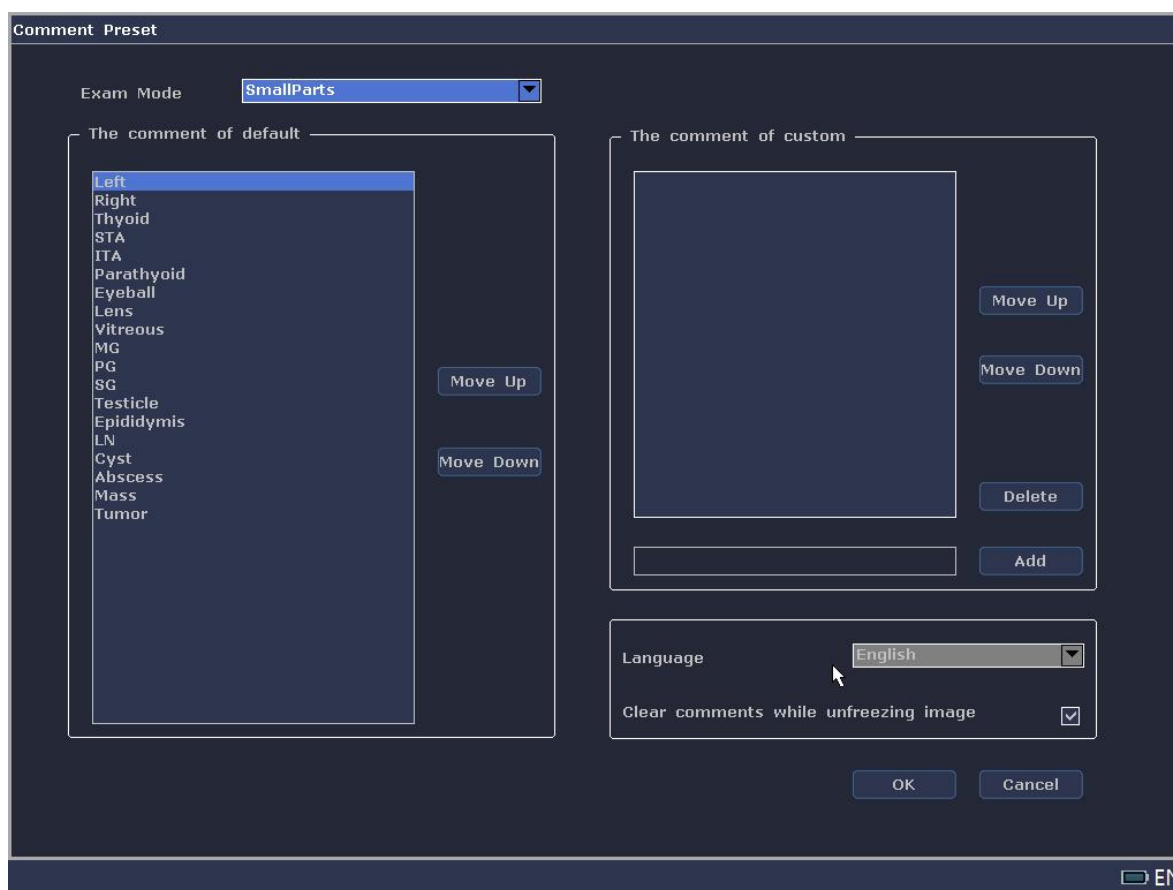 Comment Preset
Exam Mode
SmallParts
The comment of default
Left
Right
Thyoid
STA
ITA
Parathyoid
Eyeball
Lens
Vitreous
MG
PG
SG
Testicle
Epididymis
LN
Cyst
Abscess
Mass
Tumor
Move Up
Move Down
The comment of custom
Move Up
Move Down
Delete
Add
Language
English
Clear comments while unfreezing image
OK
Cancel